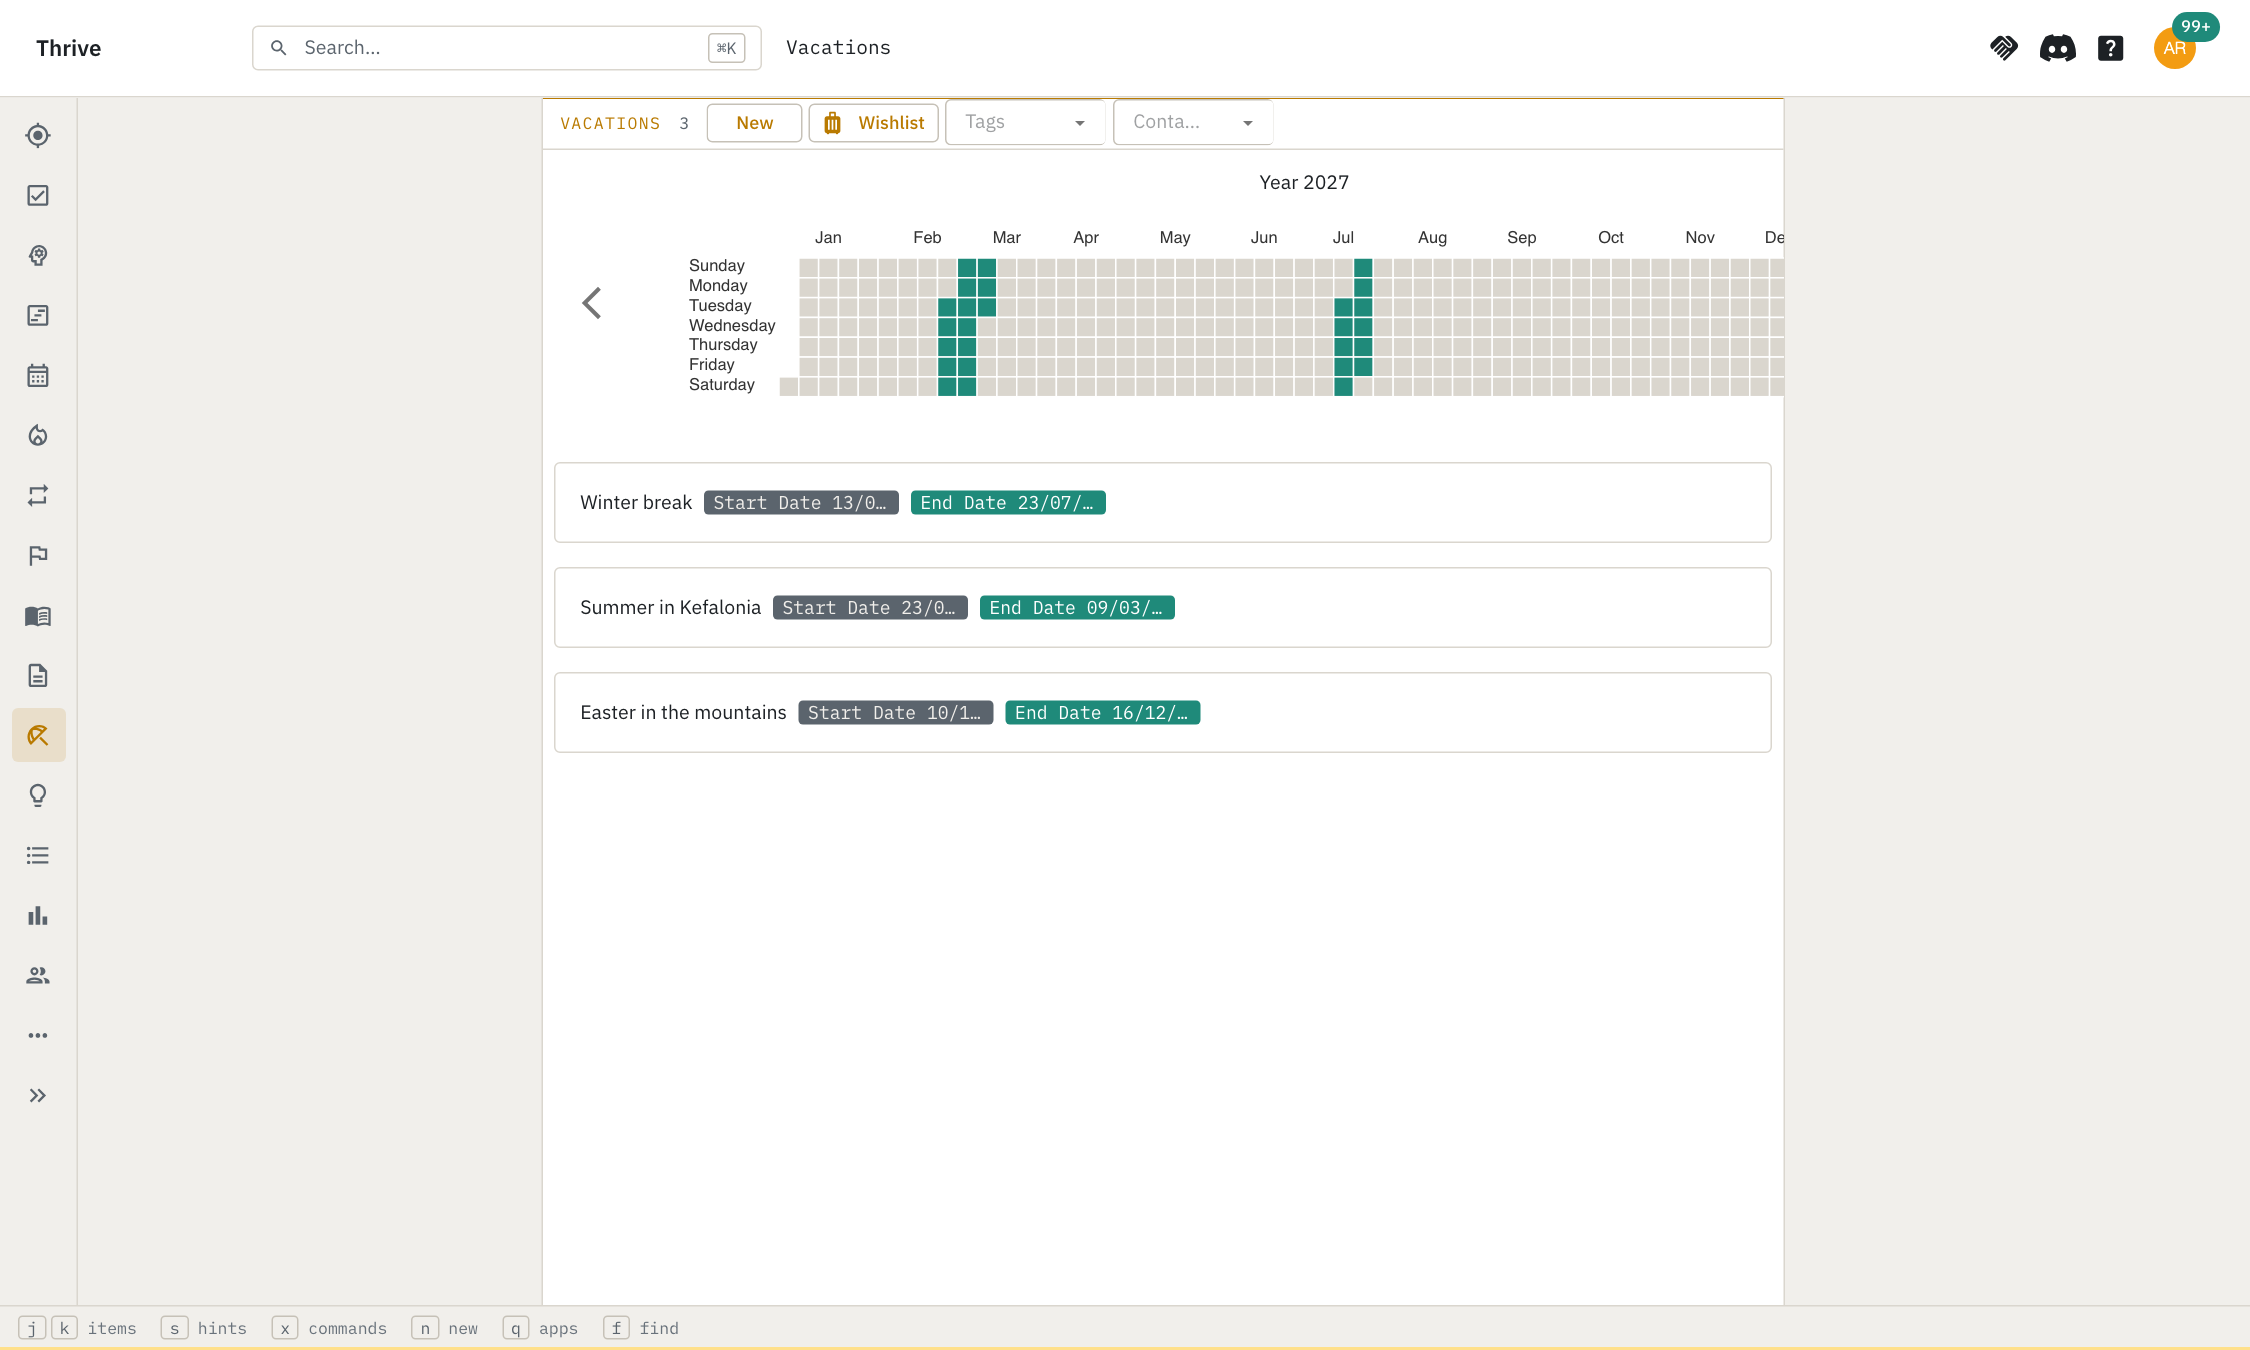 Thrive
Search...
⌘K
Vacations
99+
AR
VACATIONS 3
New
Wishlist
Tags
Conta...
Year 2027
Jan Feb Mar Apr May Jun Jul Aug Sep Oct Nov De
Sunday
Monday
Tuesday
Wednesday
Thursday
Friday
Saturday
Winter break Start Date 13/0… End Date 23/07/…
Summer in Kefalonia Start Date 23/0… End Date 09/03/…
Easter in the mountains Start Date 10/1… End Date 16/12/…
j k items s hints x commands n new q apps f find